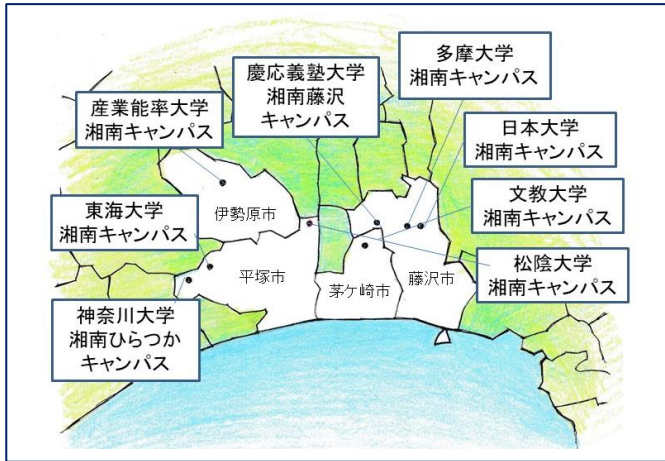 多摩大学
湘南キャンパス
慶応義塾大学
湘南藤沢
キャンパス
産業能率大学
湘南キャンパス
日本大学
湘南キャンパス
文教大学
湘南キャンパス
東海大学
湘南キャンパス
伊勢原市
松陰大学
湘南キャンパス
平塚市
茅ケ崎市
藤沢市
神奈川大学
湘南ひらつか
キャンパス